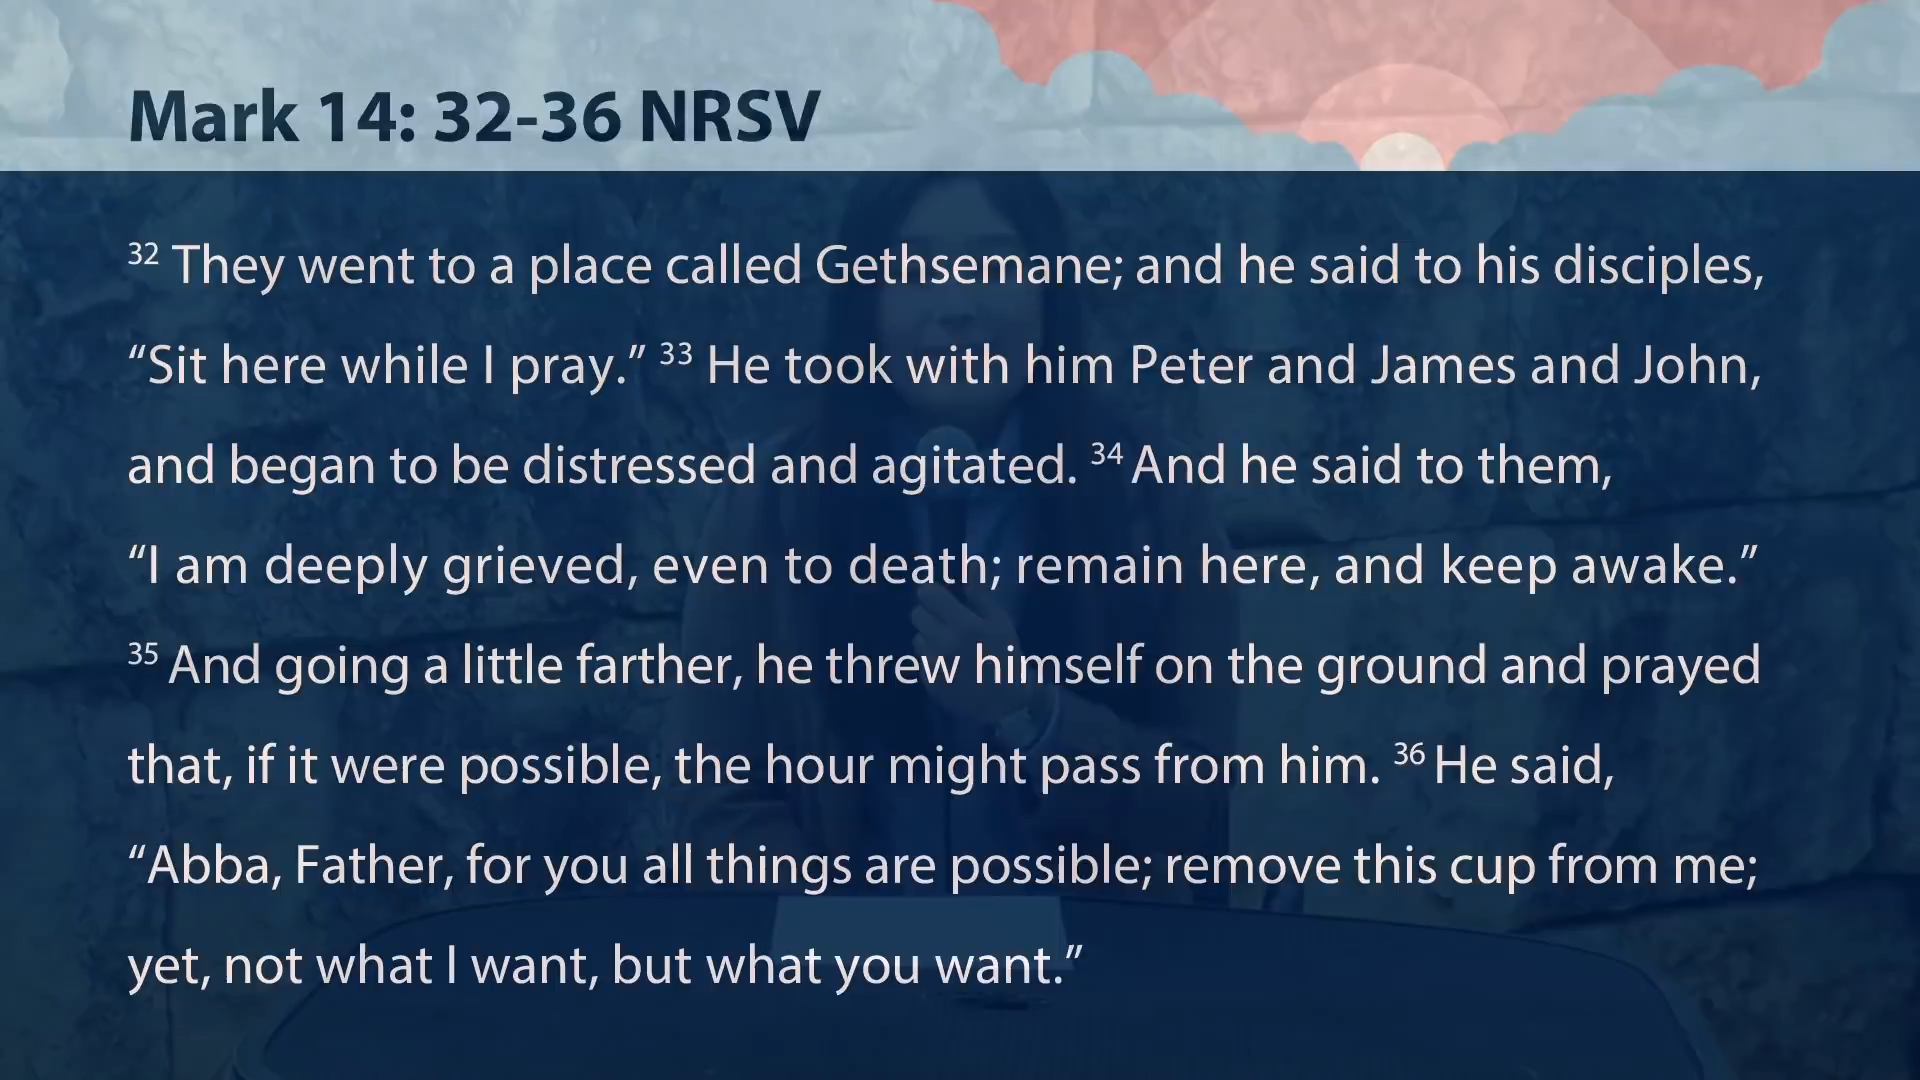 Mark 14: 32-36 NRSV
32 They went to a place called Gethsemane; and he said to his disciples,
“Sit here while I pray.” 33 He took with him Peter and James and John,
and began to be distressed and agitated. 34 And he said to them,
“I am deeply grieved, even to death; remain here, and keep awake.”
35 And going a little farther, he threw himself on the ground and prayed
that, if it were possible, the hour might pass from him. 36 He said,
“Abba, Father, for you all things are possible; remove this cup from me;
yet, not what I want, but what you want.”